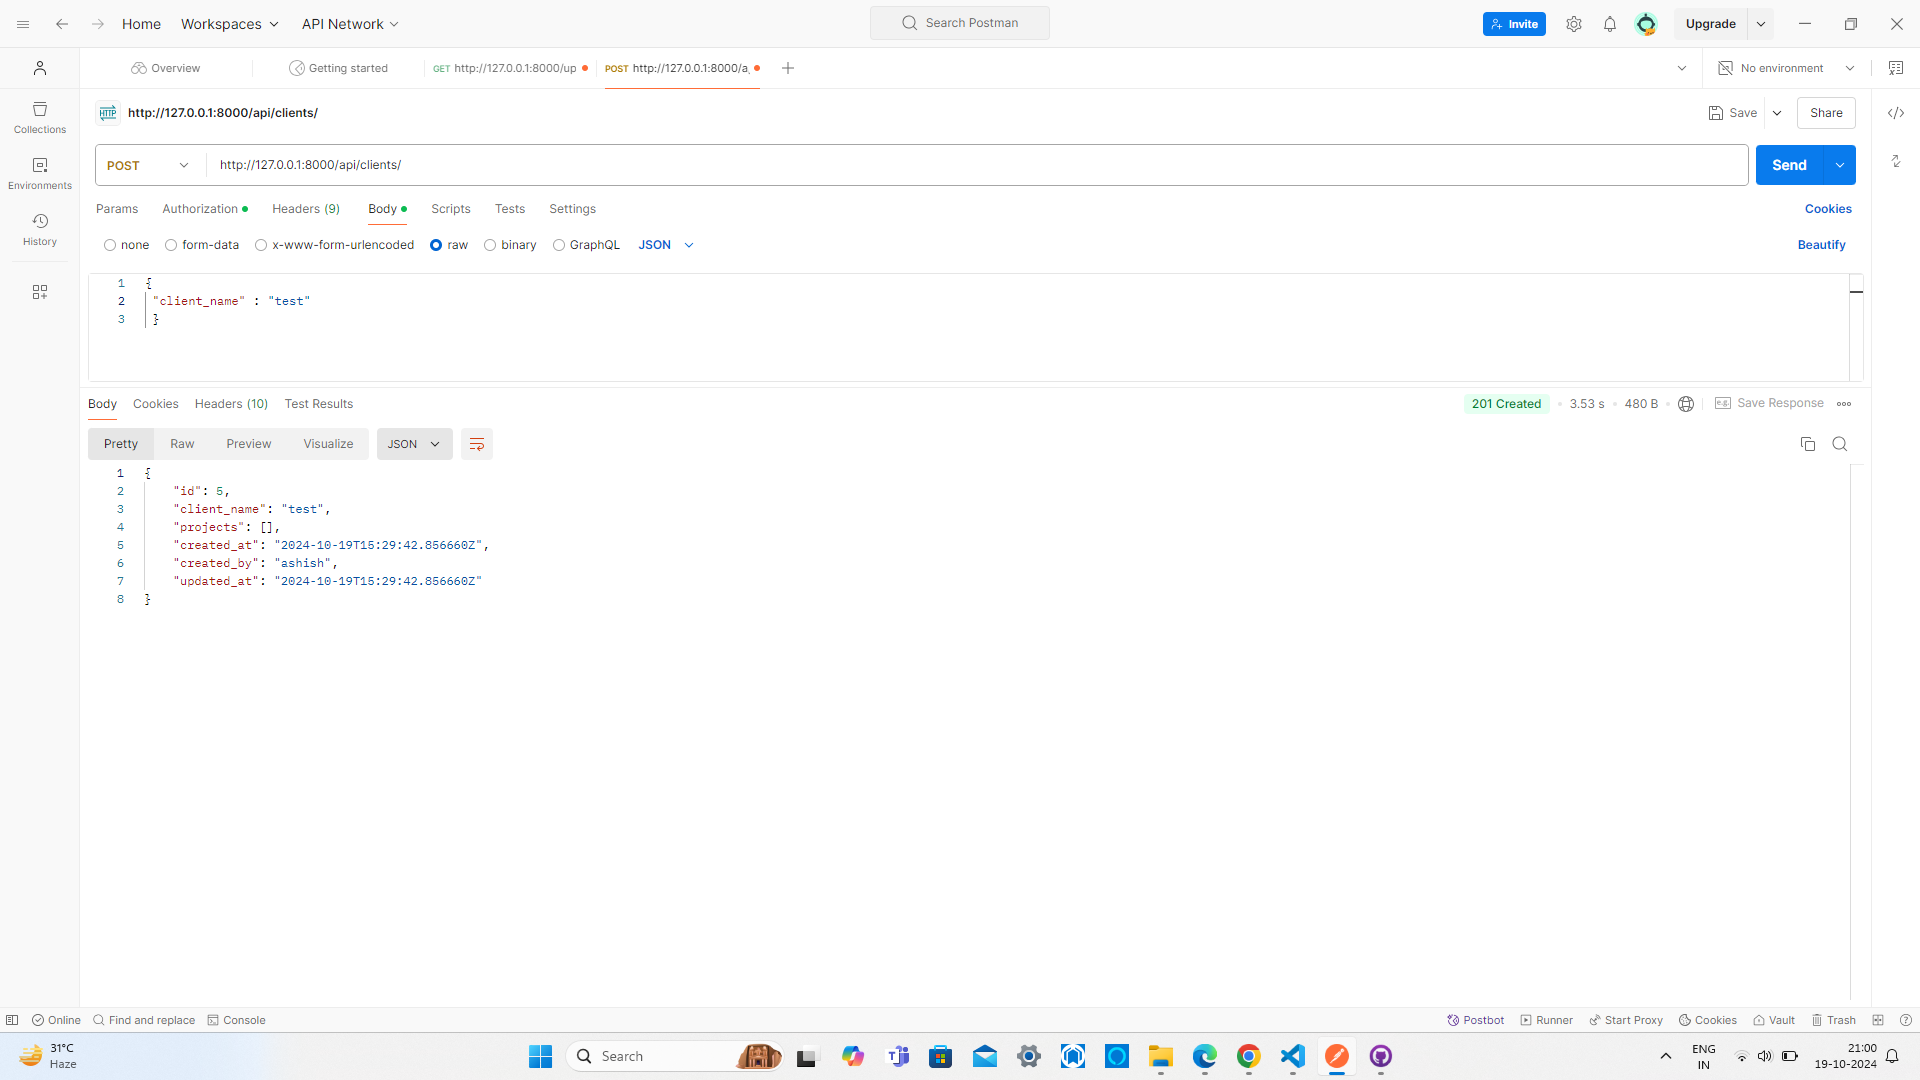 Home Workspaces API Network Search Postman Invite Upgrade
Overview Getting started GET http://127.0.0.1:8000/up POST http://127.0.0.1:8000/a No environment
HTTP http://127.0.0.1:8000/api/clients/ Save Share
Collections
Environments
History
POST http://127.0.0.1:8000/api/clients/ Send
Params Authorization Headers (9) Body Scripts Tests Settings Cookies
none form-data x-www-form-urlencoded raw binary GraphQL JSON Beautify
1 {
2 "client_name" : "test"
3 }
Body Cookies Headers (10) Test Results 201 Created 3.53 s 480 B e.g. Save Response
Pretty Raw Preview Visualize JSON
1 {
2 "id": 5,
3 "client_name": "test",
4 "projects": [],
5 "created_at": "2024-10-19T15:29:42.856660Z",
6 "created_by": "ashish",
7 "updated_at": "2024-10-19T15:29:42.856660Z"
8 }
Online Find and replace Console Postbot Runner Start Proxy Cookies Vault Trash
31°C
Haze
Search
ENG
IN
21:00
19-10-2024